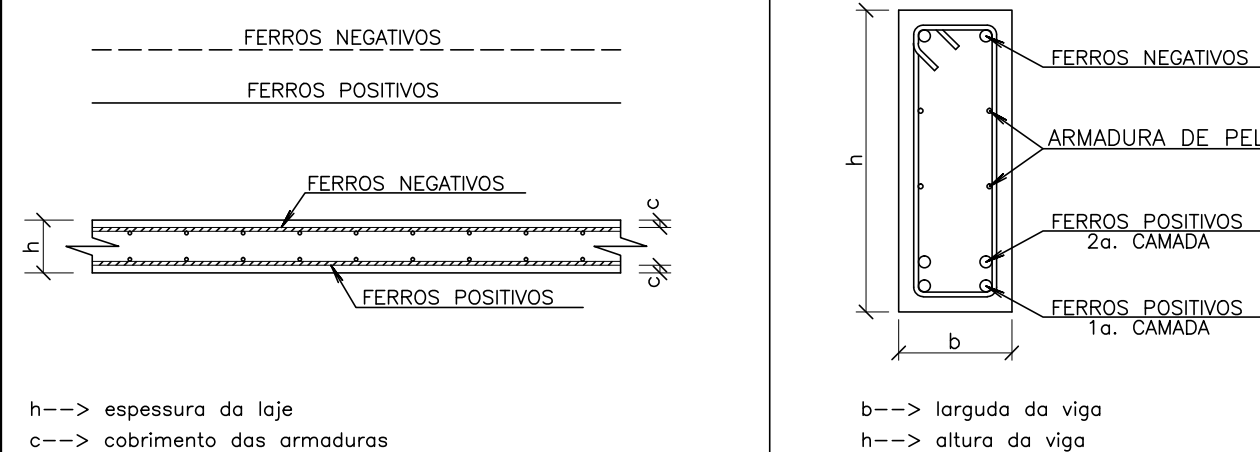 FERROS NEGATIVOS
FERROS POSITIVOS
FERROS NEGATIVOS
c
h
c
FERROS POSITIVOS
h--> espessura da laje
c--> cobrimento das armaduras
FERROS NEGATIVOS
ARMADURA DE PEL
h
FERROS POSITIVOS
2a. CAMADA
FERROS POSITIVOS
1a. CAMADA
b
b--> larguda da viga
h--> altura da viga